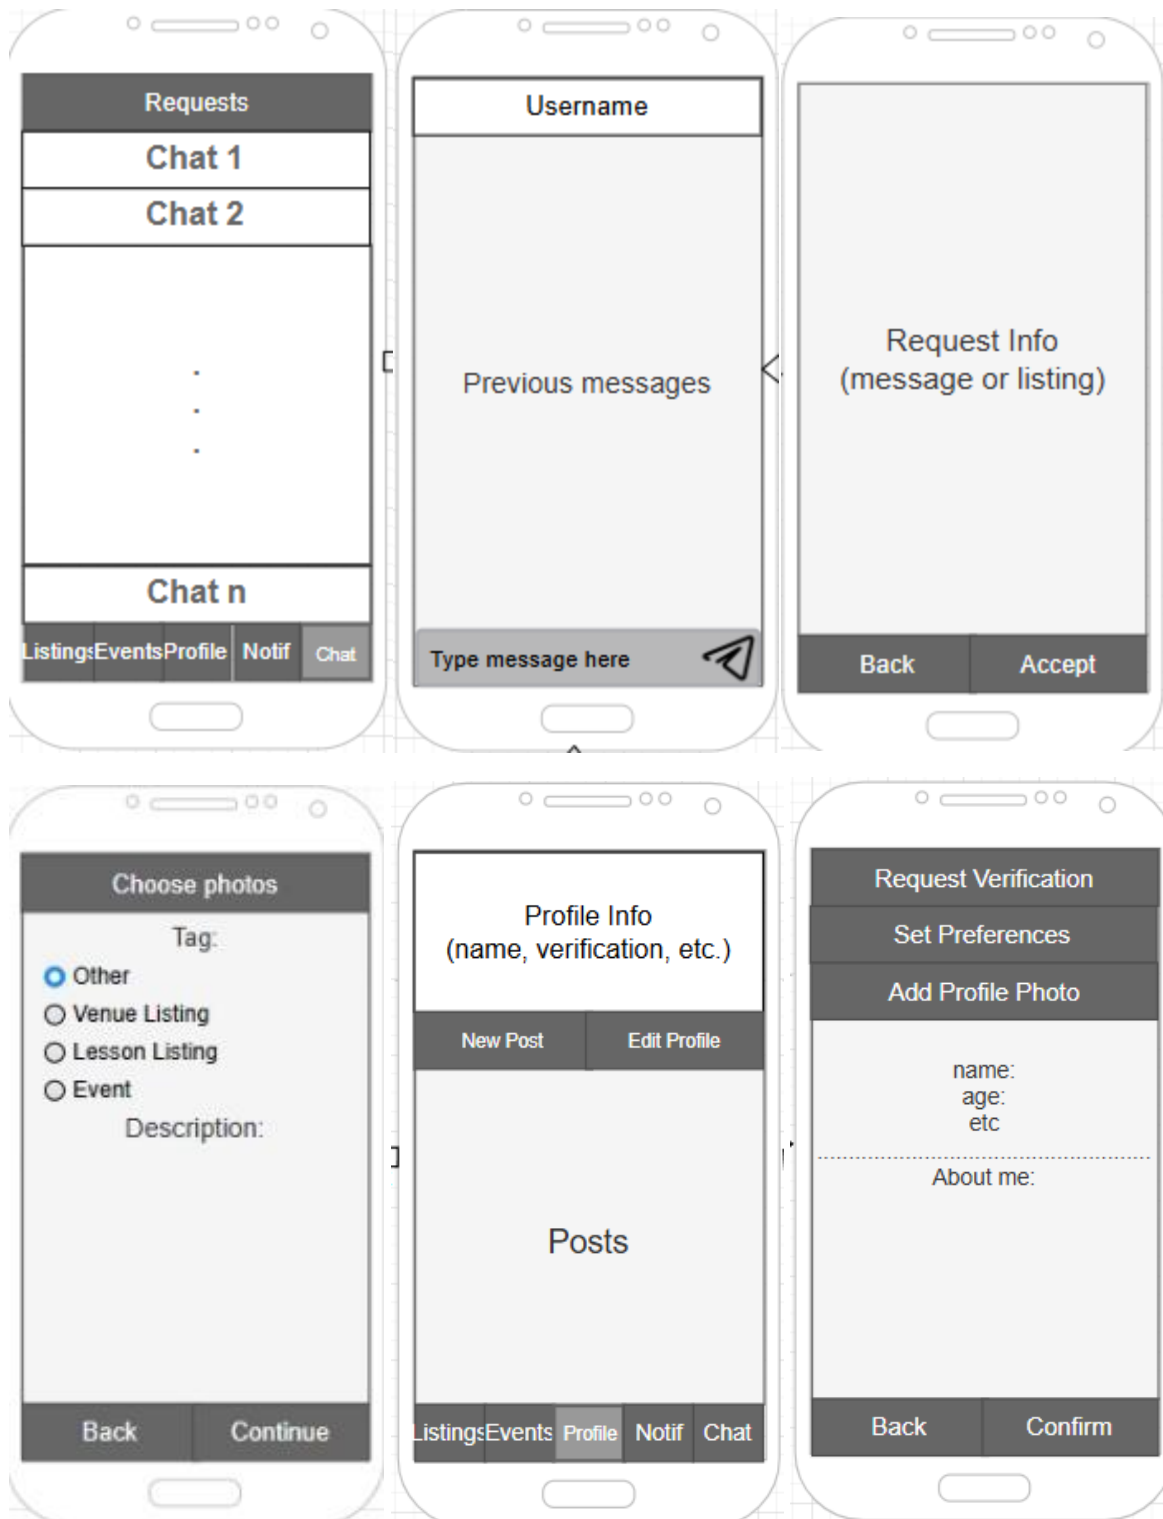 Requests
Chat 1
Chat 2
.
.
.
Chat n
Listings Events Profile Notif Chat
Username
Previous messages
Type message here
Request Info
(message or listing)
Back Accept
Choose photos
Tag:
Other
Venue Listing
Lesson Listing
Event
Description:
Back Continue
Profile Info
(name, verification, etc.)
New Post Edit Profile
Posts
Listings Events Profile Notif Chat
Request Verification
Set Preferences
Add Profile Photo
name:
age:
etc
About me:
Back Confirm